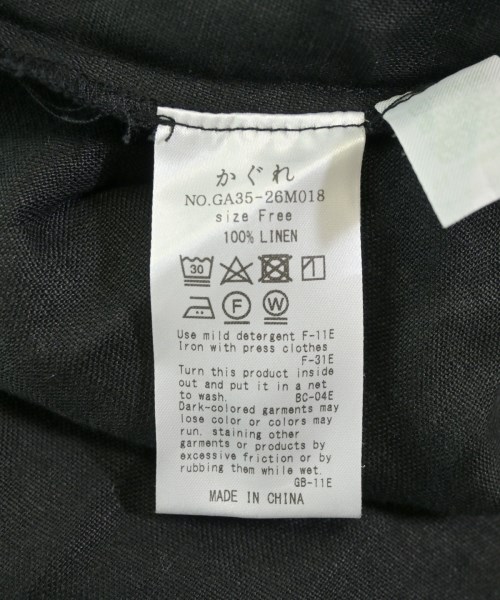 かぐれ
NO.GA35-26M018
size Free
100% LINEN
30
F W
Use mild detergent F-11E
Iron with press clothes
F-31E
Turn this product inside
out and put it in a net
to wash. BC-04E
Dark-colored garments may
lose color or colors may
run, staining other
garments or products by
excessive friction or by
rubbing them while wet.
GB-11E
MADE IN CHINA